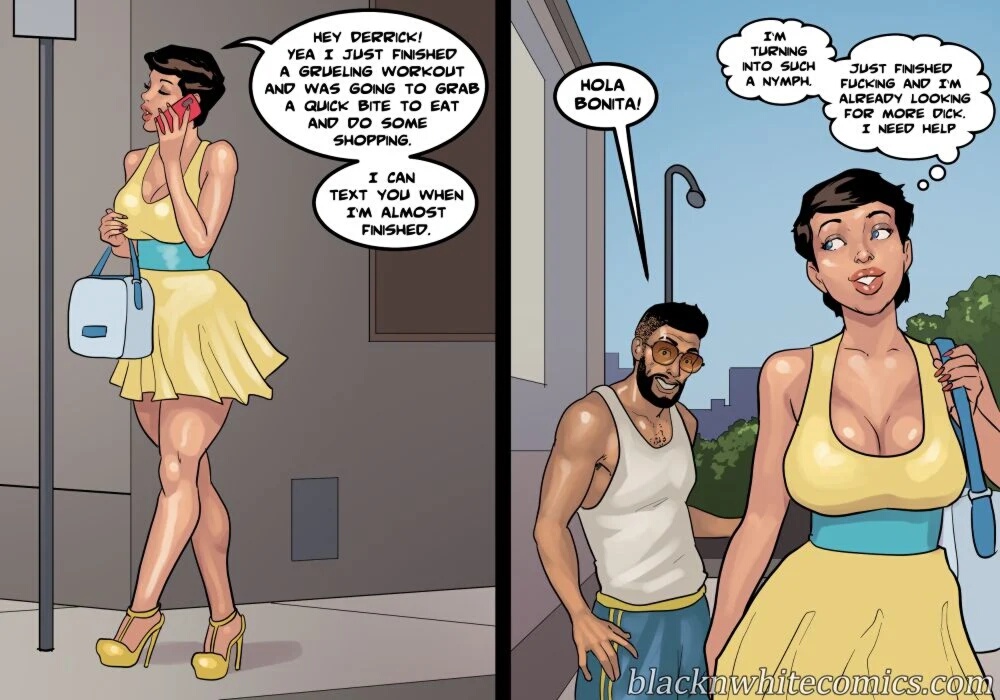 HEY DERRICK!
YEA I JUST FINISHED
A GRUELING WORKOUT
AND WAS GOING TO GRAB
A QUICK BITE TO EAT
AND DO SOME
SHOPPING.
I CAN
TEXT YOU WHEN
I'M ALMOST
FINISHED.
HOLA
BONITA!
I'M
TURNING
INTO SUCH
A NYMPH.
JUST FINISHED
FUCKING AND I'M
ALREADY LOOKING
FOR MORE DICK.
I NEED HELP
blacknwhitecomics.com